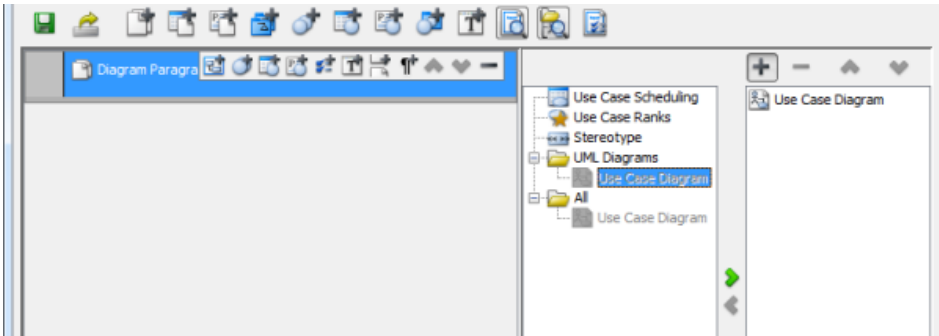 Diagram Paragra
Use Case Scheduling
Use Case Ranks
Stereotype
UML Diagrams
Use Case Diagram
All
Use Case Diagram
Use Case Diagram